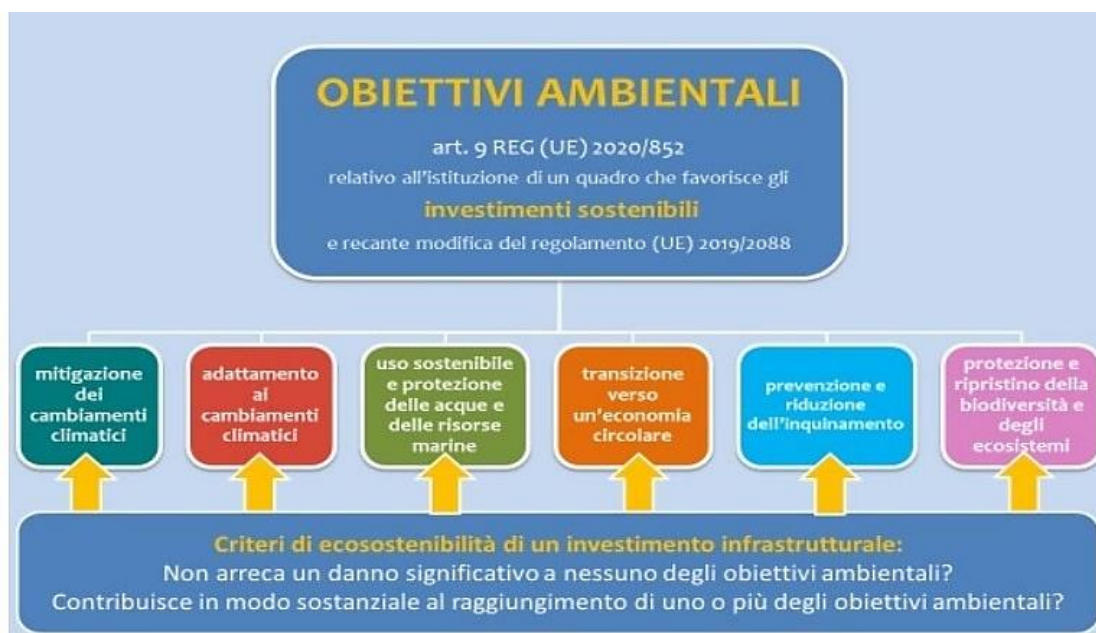 OBIETTIVI AMBIENTALI
art. 9 REG (UE) 2020/852
relativo all'istituzione di un quadro che favorisce gli
investimenti sostenibili
e recante modifica del regolamento (UE) 2019/2088
mitigazione
dei
cambiamenti
climatici
adattamento
ai
cambiamenti
climatici
uso sostenibile
e protezione
delle acque e
delle risorse
marine
transizione
verso
un'economia
circolare
prevenzione e
riduzione
dell'inquinamento
protezione e
ripristino della
biodiversità e
degli
ecosistemi
Criteri di ecosostenibilità di un investimento infrastrutturale:
Non arreca un danno significativo a nessuno degli obiettivi ambientali?
Contribuisce in modo sostanziale al raggiungimento di uno o più degli obiettivi ambientali?